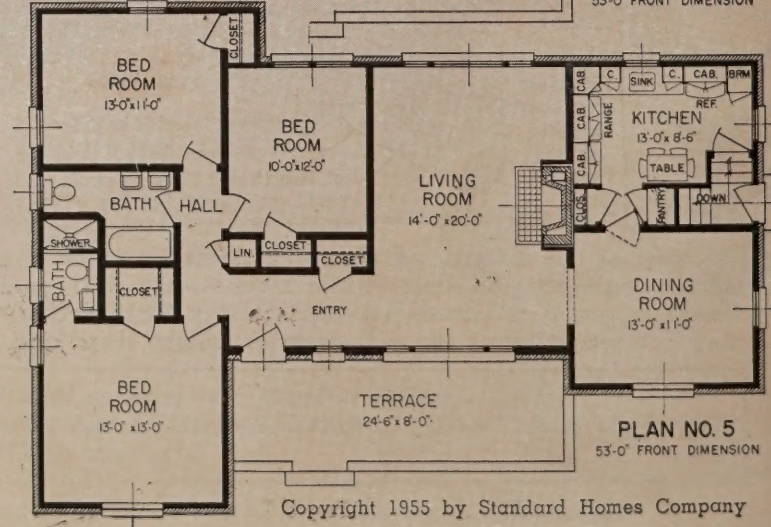 53'-0" FRONT DIMENSION
BED
ROOM
13'-0"x11'-0"
CLOSET
BED
ROOM
10'-0"x12'-0"
LIVING
ROOM
14'-0"x20'-0"
CAB.
C.
SINK
C.
CAB.
BRM
REF.
CAB.
RANGE
KITCHEN
13'-0"x 8'-6"
CAB.
TABLE
CLOS.
PANTRY
DOWN
BATH
HALL
SHOWER
LIN.
CLOSET
CLOSET
BATH
CLOSET
ENTRY
DINING
ROOM
13'-0"x11'-0"
BED
ROOM
13'-0"x13'-0"
TERRACE
24'-6"x 8'-0"
PLAN NO. 5
53'-0" FRONT DIMENSION
Copyright 1955 by Standard Homes Company